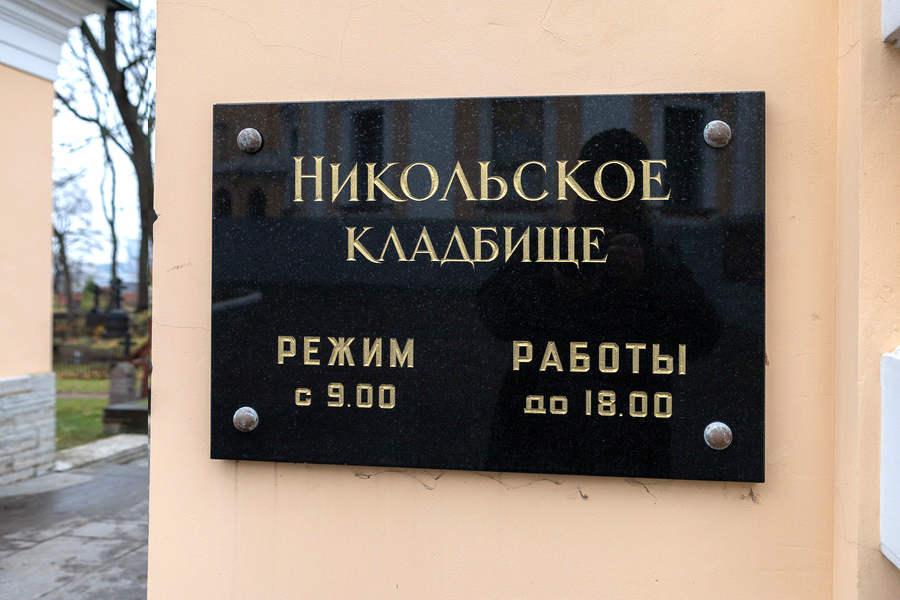 Никольское
кладбище
РЕЖИМ РАБОТЫ
с 9.00 до 18.00